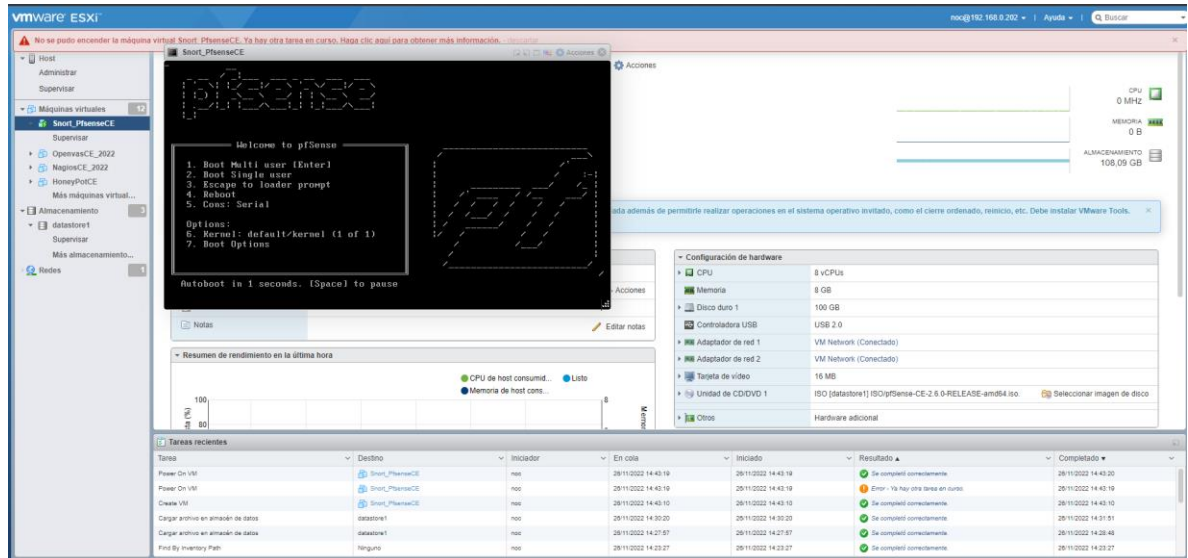 vmware ESXi
noc@192.168.0.202
Ayuda
Buscar
No se pudo encender la máquina virtual Snort_PfsenseCE. Ya hay otra tarea en curso. Haga clic aquí para obtener más información.
Host
Administrar
Supervisar
Máquinas virtuales 12
Snort_PfsenseCE
Supervisar
OpenvasCE_2022
NagiosCE_2022
HoneyPotCE
Más máquinas virtual...
Almacenamiento 3
datastore1
Supervisar
Más almacenamiento...
Redes 1
Snort_PfsenseCE
Acciones
pfsense
Welcome to pfSense
1. Boot Multi user [Enter]
2. Boot Single user
3. Escape to loader prompt
4. Reboot
5. Cons: Serial
Options:
6. Kernel: default/kernel (1 of 1)
7. Boot Options
Autoboot in 1 seconds. [Space] to pause
pf
Acciones
CPU
0 MHz
MEMORIA
0 B
ALMACENAMIENTO
108,09 GB
además de permitirle realizar operaciones en el sistema operativo invitado, como el cierre ordenado, reinicio, etc. Debe instalar VMware Tools.
Acciones
Notas
Editar notas
Configuración de hardware
CPU 8 vCPUs
Memoria 8 GB
Disco duro 1 100 GB
Controladora USB USB 2.0
Adaptador de red 1 VM Network (Conectado)
Adaptador de red 2 VM Network (Conectado)
Tarjeta de vídeo 16 MB
Unidad de CD/DVD 1 ISO [datastore1] ISO/pfSense-CE-2.6.0-RELEASE-amd64.iso. Seleccionar imagen de disco
Otros Hardware adicional
Resumen de rendimiento en la última hora
CPU de host consumid... Listo
Memoria de host cons...
100
80
8
Tareas recientes
Tarea Destino Iniciador En cola Iniciado Resultado Completado
Power On VM Snort_PfsenseCE noc 28/11/2022 14:43:19 28/11/2022 14:43:19 Se completó correctamente. 28/11/2022 14:43:20
Power On VM Snort_PfsenseCE noc 28/11/2022 14:43:19 28/11/2022 14:43:19 Error - Ya hay otra tarea en curso. 28/11/2022 14:43:19
Create VM Snort_PfsenseCE noc 28/11/2022 14:43:10 28/11/2022 14:43:10 Se completó correctamente. 28/11/2022 14:43:10
Cargar archivo en almacén de datos datastore1 noc 28/11/2022 14:30:20 28/11/2022 14:30:20 Se completó correctamente. 28/11/2022 14:31:51
Cargar archivo en almacén de datos datastore1 noc 28/11/2022 14:27:57 28/11/2022 14:27:57 Se completó correctamente. 28/11/2022 14:28:48
Find By Inventory Path Ninguno noc 28/11/2022 14:23:27 28/11/2022 14:23:27 Se completó correctamente. 28/11/2022 14:23:27